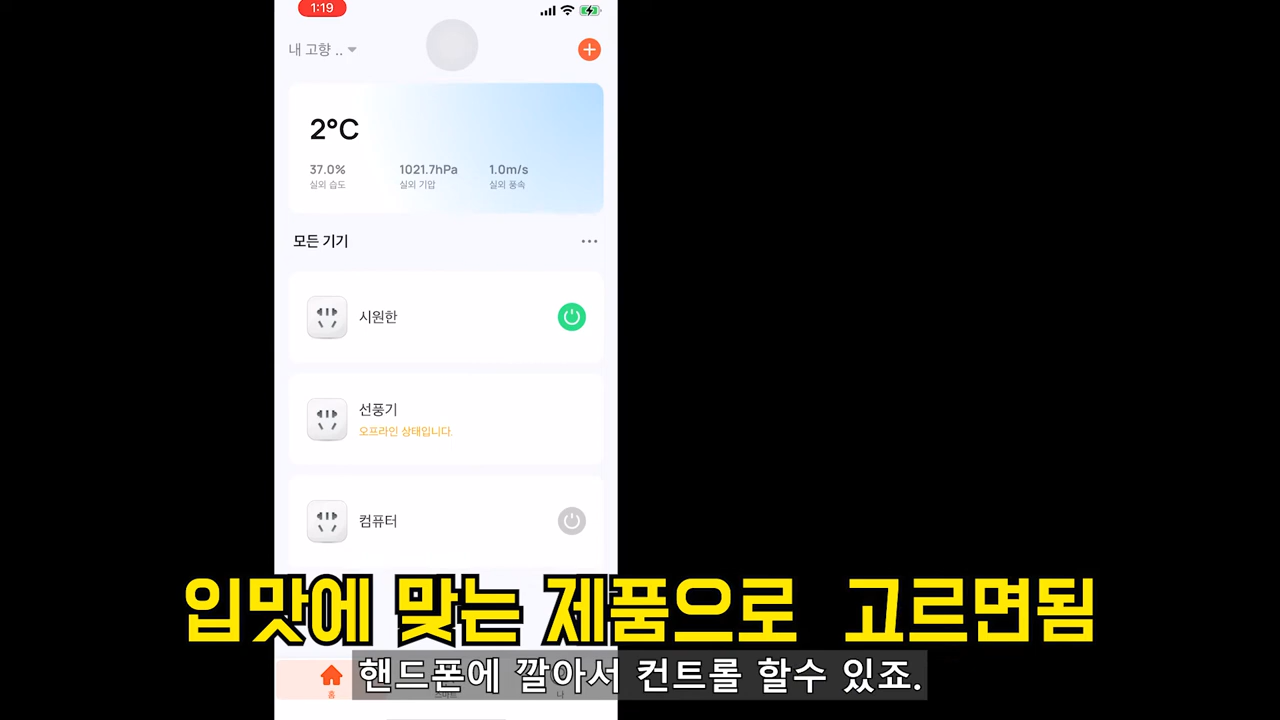 1:19
내 고향 ..
2°C
37.0% 1021.7hPa 1.0m/s
실외 습도 실외 기압 실외 풍속
모든 기기
시원한
선풍기
오프라인 상태입니다.
컴퓨터
입맛에 맞는 제품으로 고르면됨
핸드폰에 깔아서 컨트롤 할수 있죠.
홈 나